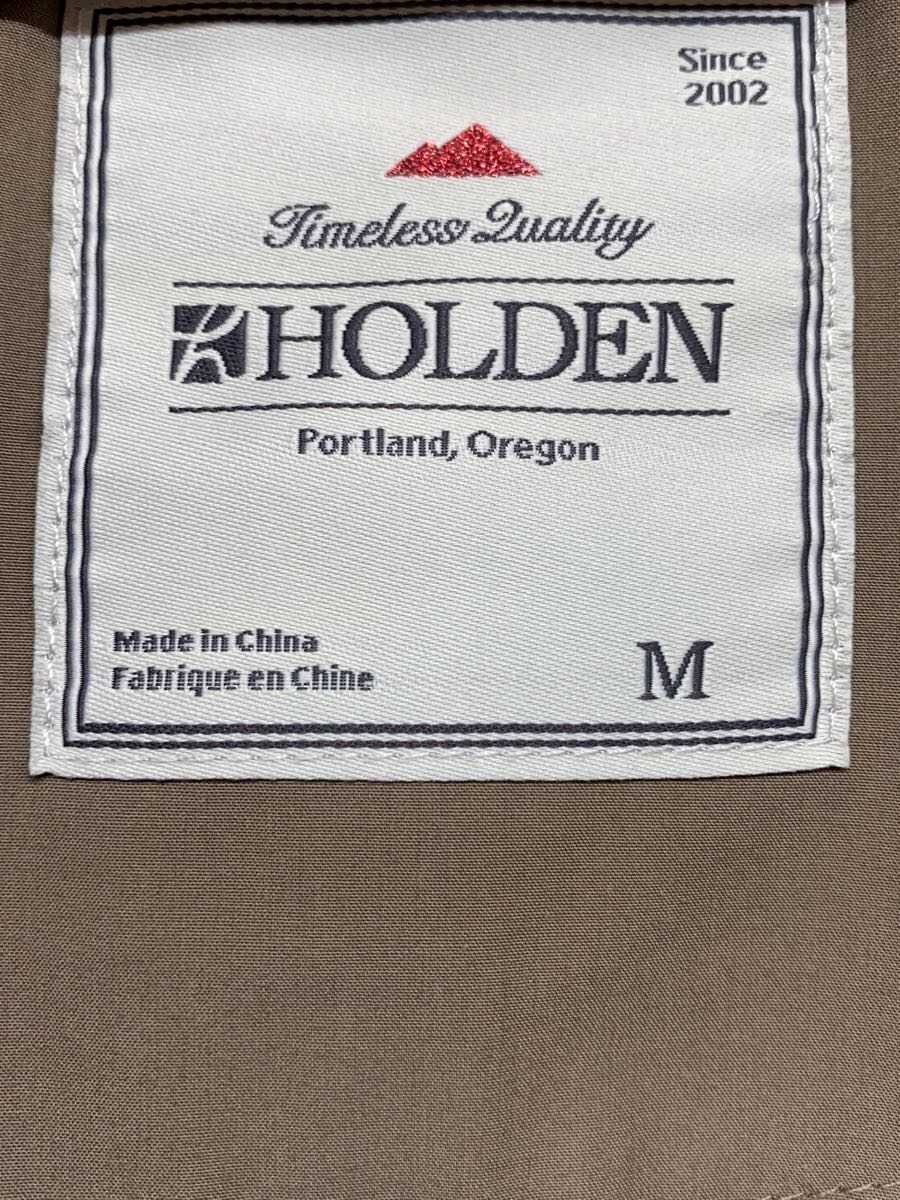 Since
2002
Timeless Quality
HOLDEN
Portland, Oregon
Made in China
Fabrique en Chine
M